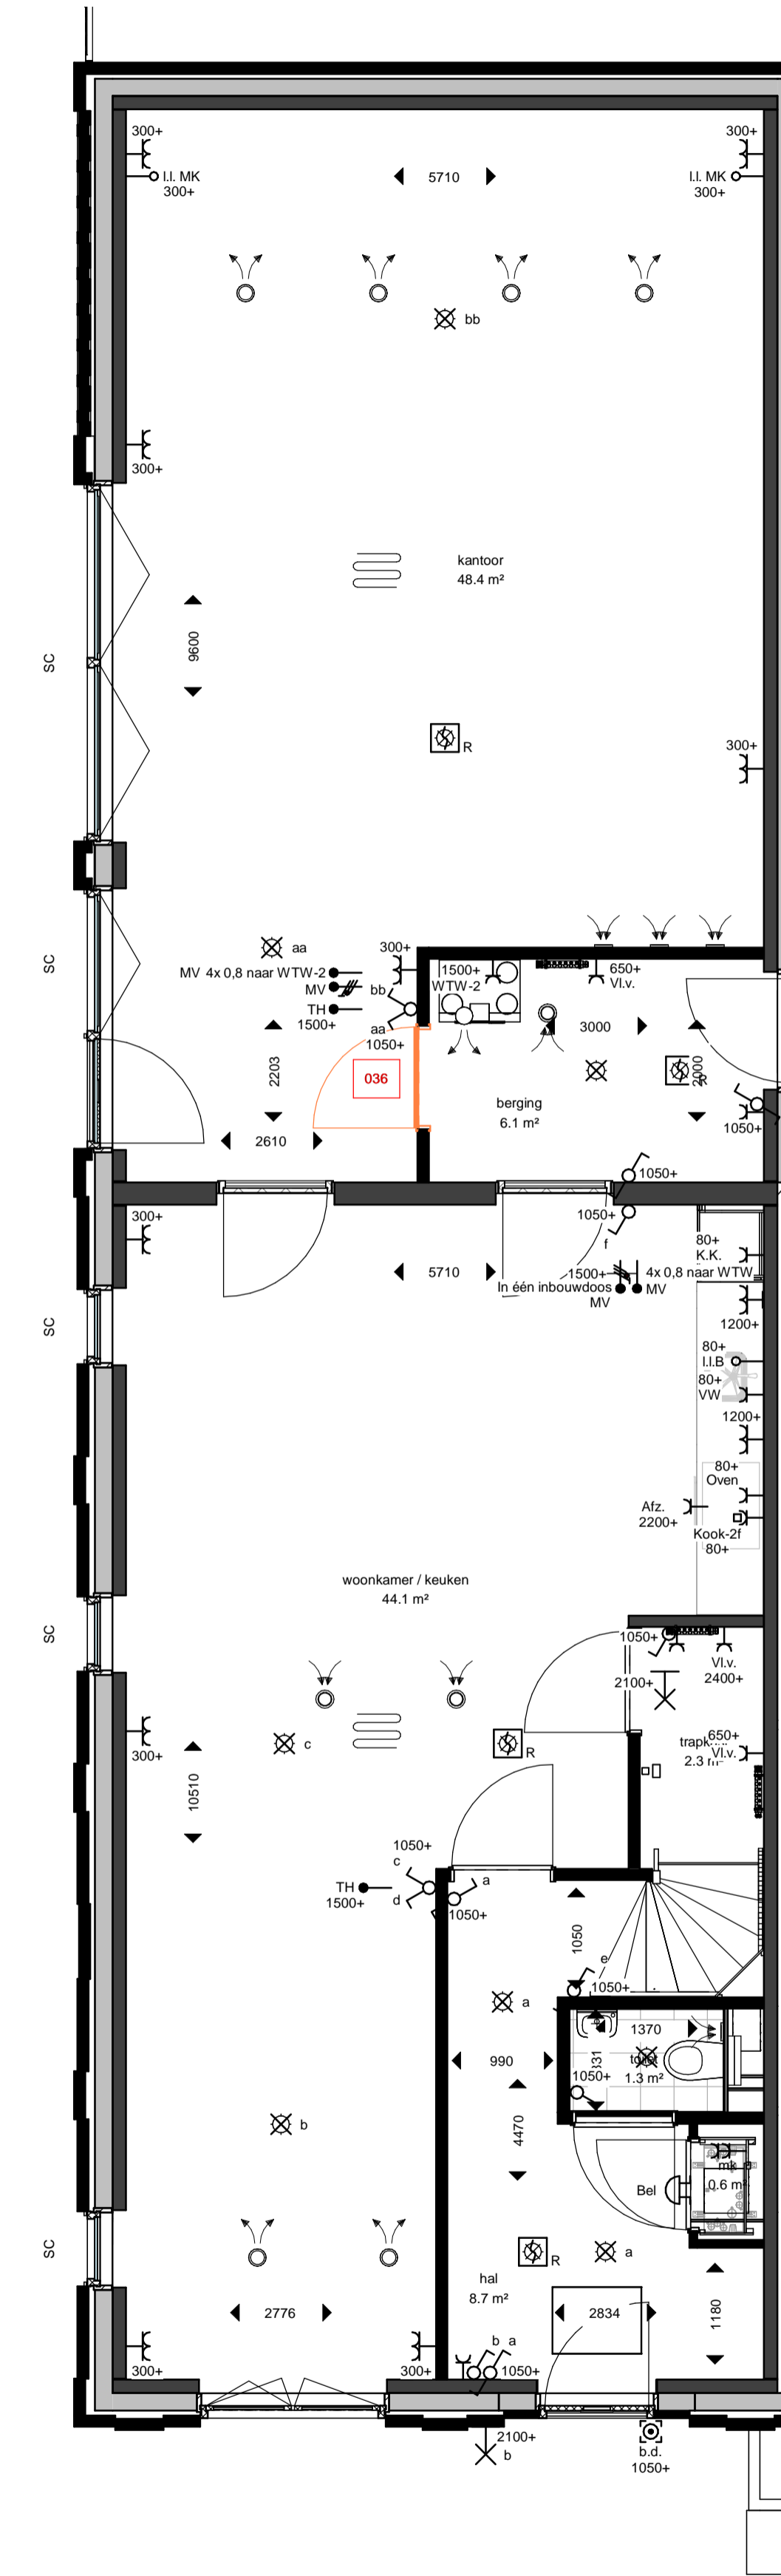 300+
300+
I.I. MK
300+
5710
I.I. MK
300+
bb
300+
kantoor
48.4 m²
9600
SC
R
300+
aa
300+
MV 4x 0,8 naar WTW-2
MV
bb
TH
1500+
aa
1050+
1500+
WTW-2
650+
Vl.v.
SC
3000
2203
036
2000
R
berging
6.1 m²
1050+
2610
1050+
300+
1050+
f
5710
80+
K.K.
1500+
4x 0,8 naar WTW
In één inbouwdoos
MV
MV
SC
1200+
80+
I.I.B
80+
VW
1200+
80+
Oven
Afz.
2200+
Kook-2f
80+
woonkamer / keuken
44.1 m²
SC
1050+
Vl.v.
2400+
2100+
650+
Vl.v.
2.3
c
R
300+
10510
1050+
c
TH
1500+
d
a
1050+
1050
e
1050+
a
1370
990
1.3 m²
1050+
4470
b
mk
0.6 m²
Bel
SC
R
a
hal
8.7 m²
2776
2834
1180
300+
300+
b a
1050+
2100+
b
b.d.
1050+